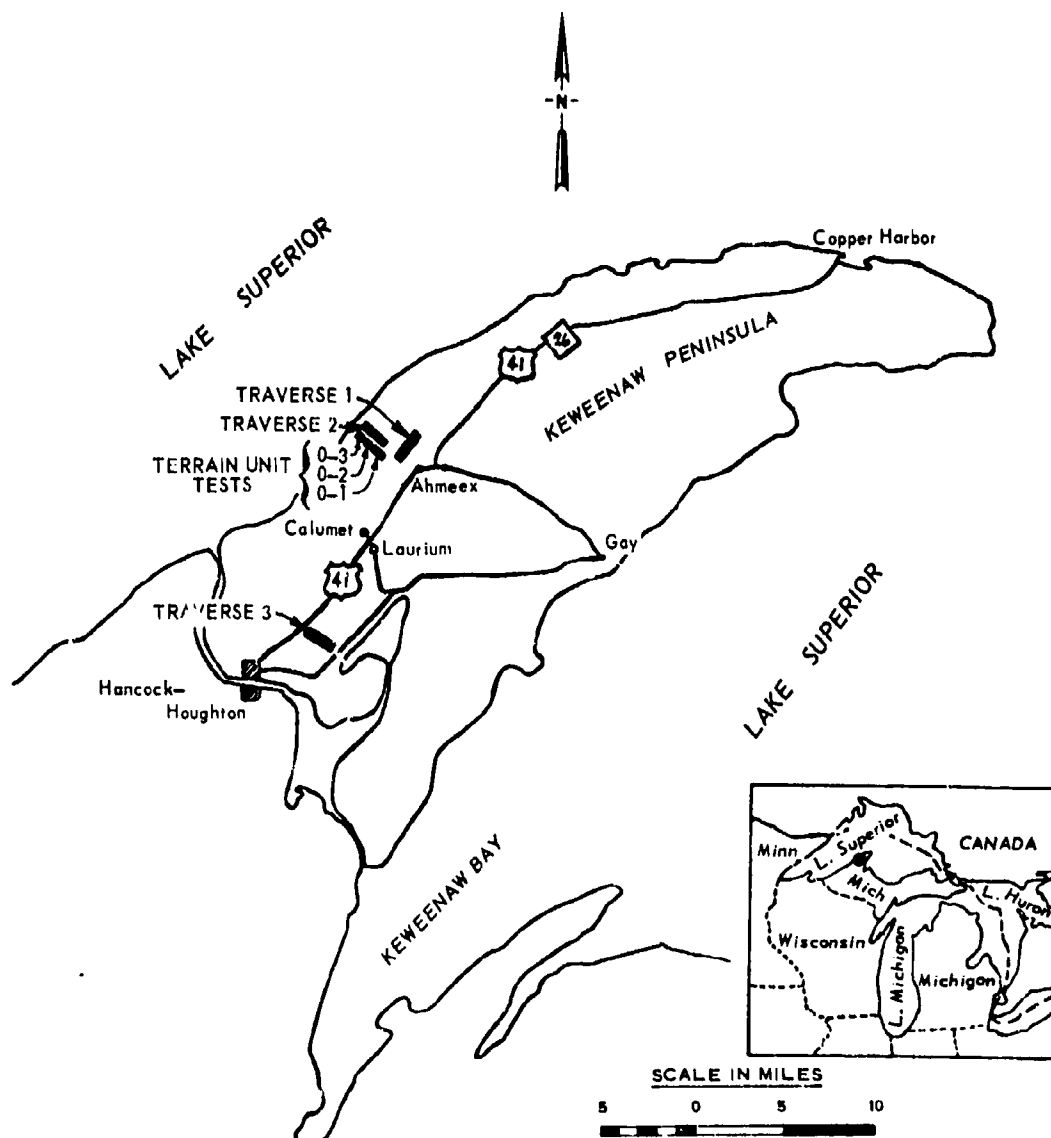 -N-
LAKE SUPERIOR
Copper Harbor
26
41
KEWEENAW PENINSULA
TRAVERSE 1
TRAVERSE 2
TERRAIN UNIT
TESTS
0-3
0-2
0-1
Ahmeex
Calumet
Laurium
Gay
41
TRAVERSE 3
LAKE SUPERIOR
Hancock-
Houghton
KEWEENAW BAY
Minn
L. Superior
CANADA
Mich
L. Huron
Wisconsin
L. Michigan
Michigan
SCALE IN MILES
5 0 5 10